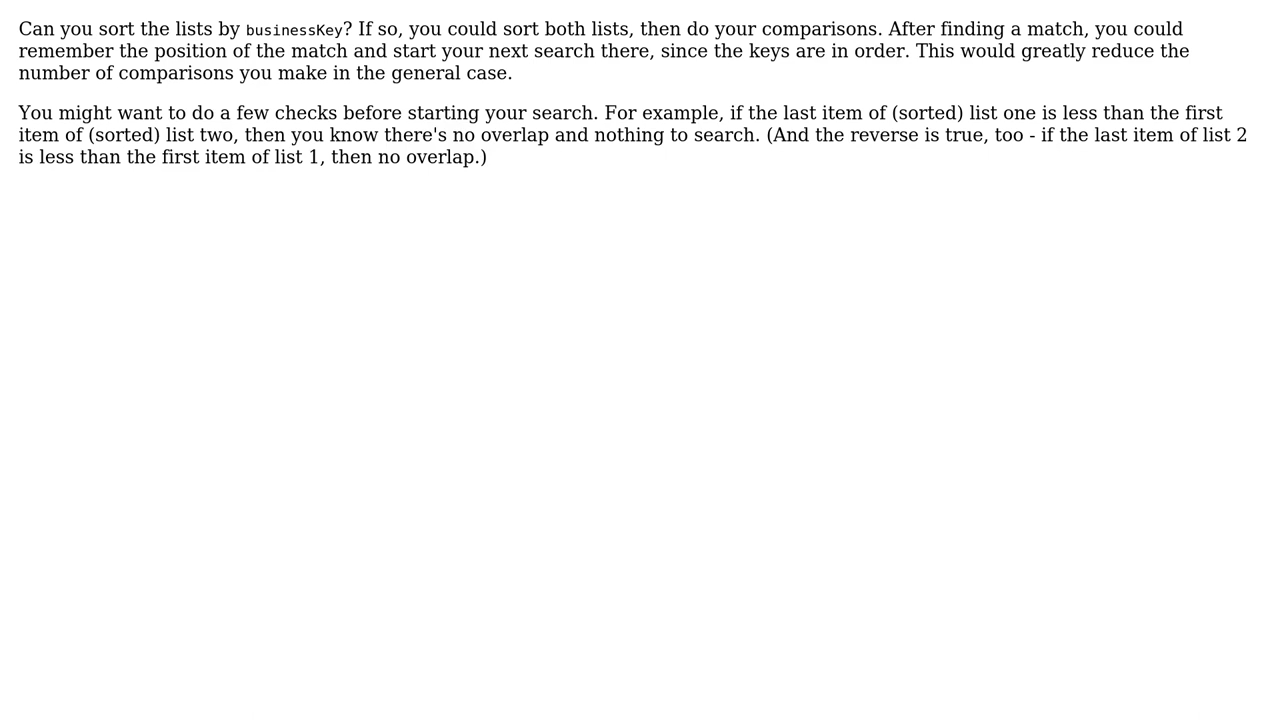 Can you sort the lists by businessKey? If so, you could sort both lists, then do your comparisons. After finding a match, you could
remember the position of the match and start your next search there, since the keys are in order. This would greatly reduce the
number of comparisons you make in the general case.
You might want to do a few checks before starting your search. For example, if the last item of (sorted) list one is less than the first
item of (sorted) list two, then you know there's no overlap and nothing to search. (And the reverse is true, too - if the last item of list 2
is less than the first item of list 1, then no overlap.)